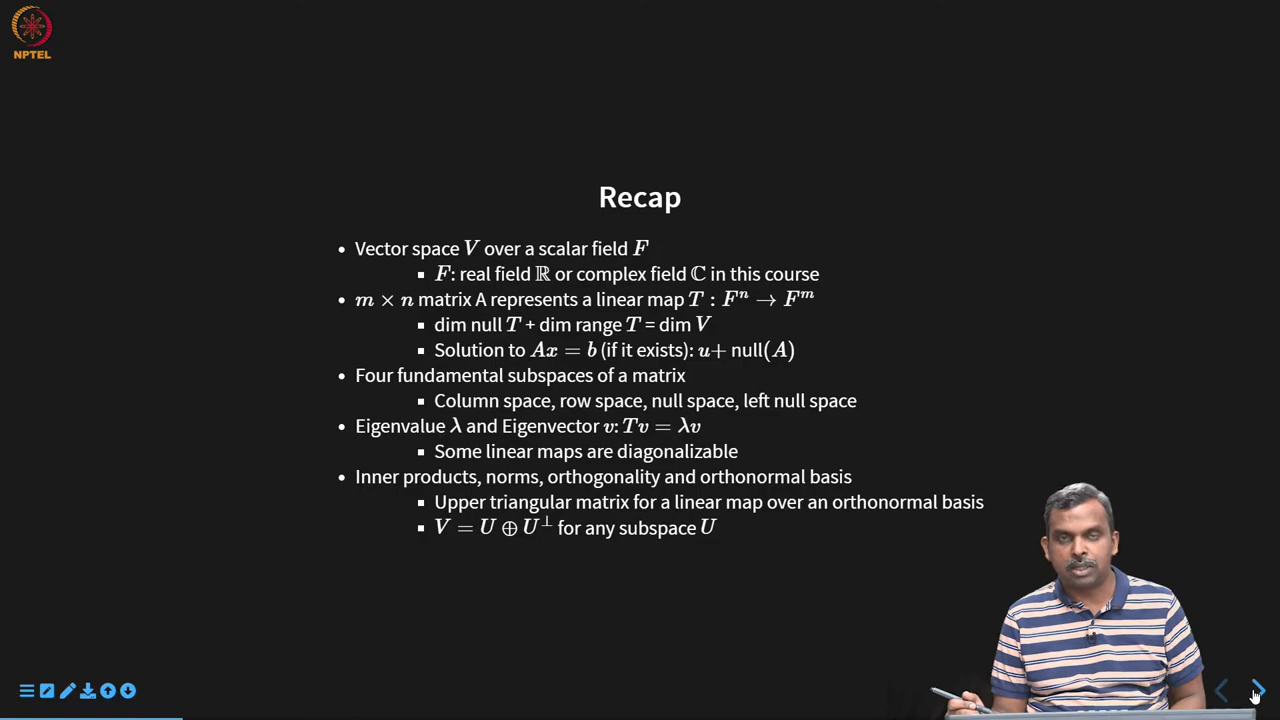 NPTEL
Recap
• Vector space V over a scalar field F
▪ F: real field ℝ or complex field ℂ in this course
• m × n matrix A represents a linear map T : Fⁿ → Fᵐ
▪ dim null T + dim range T = dim V
▪ Solution to Ax = b (if it exists): u+ null(A)
• Four fundamental subspaces of a matrix
▪ Column space, row space, null space, left null space
• Eigenvalue λ and Eigenvector v: Tv = λv
▪ Some linear maps are diagonalizable
• Inner products, norms, orthogonality and orthonormal basis
▪ Upper triangular matrix for a linear map over an orthonormal basis
▪ V = U ⊕ U⊥ for any subspace U